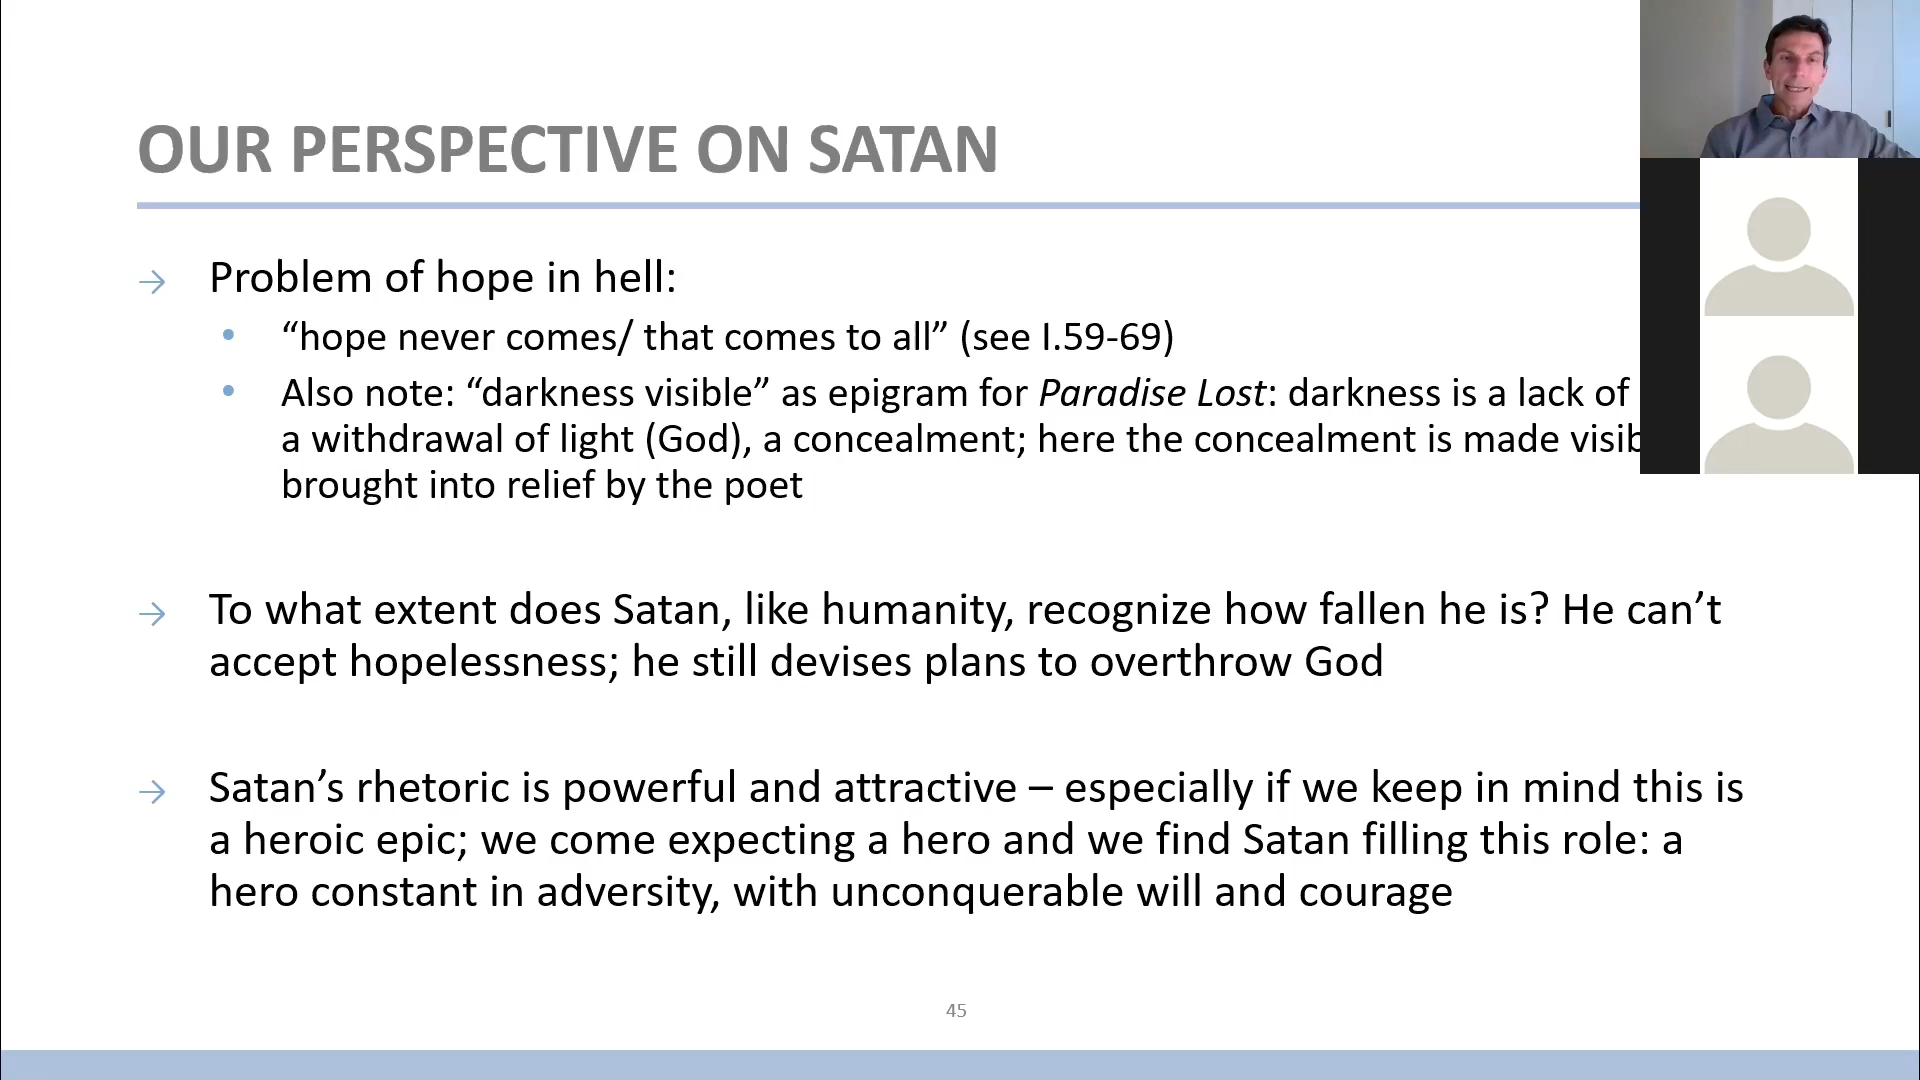 OUR PERSPECTIVE ON SATAN
→ Problem of hope in hell:
• “hope never comes/ that comes to all” (see I.59-69)
• Also note: “darkness visible” as epigram for Paradise Lost: darkness is a lack of
a withdrawal of light (God), a concealment; here the concealment is made
brought into relief by the poet
→ To what extent does Satan, like humanity, recognize how fallen he is? He can’t
accept hopelessness; he still devises plans to overthrow God
→ Satan’s rhetoric is powerful and attractive – especially if we keep in mind this is
a heroic epic; we come expecting a hero and we find Satan filling this role: a
hero constant in adversity, with unconquerable will and courage
45